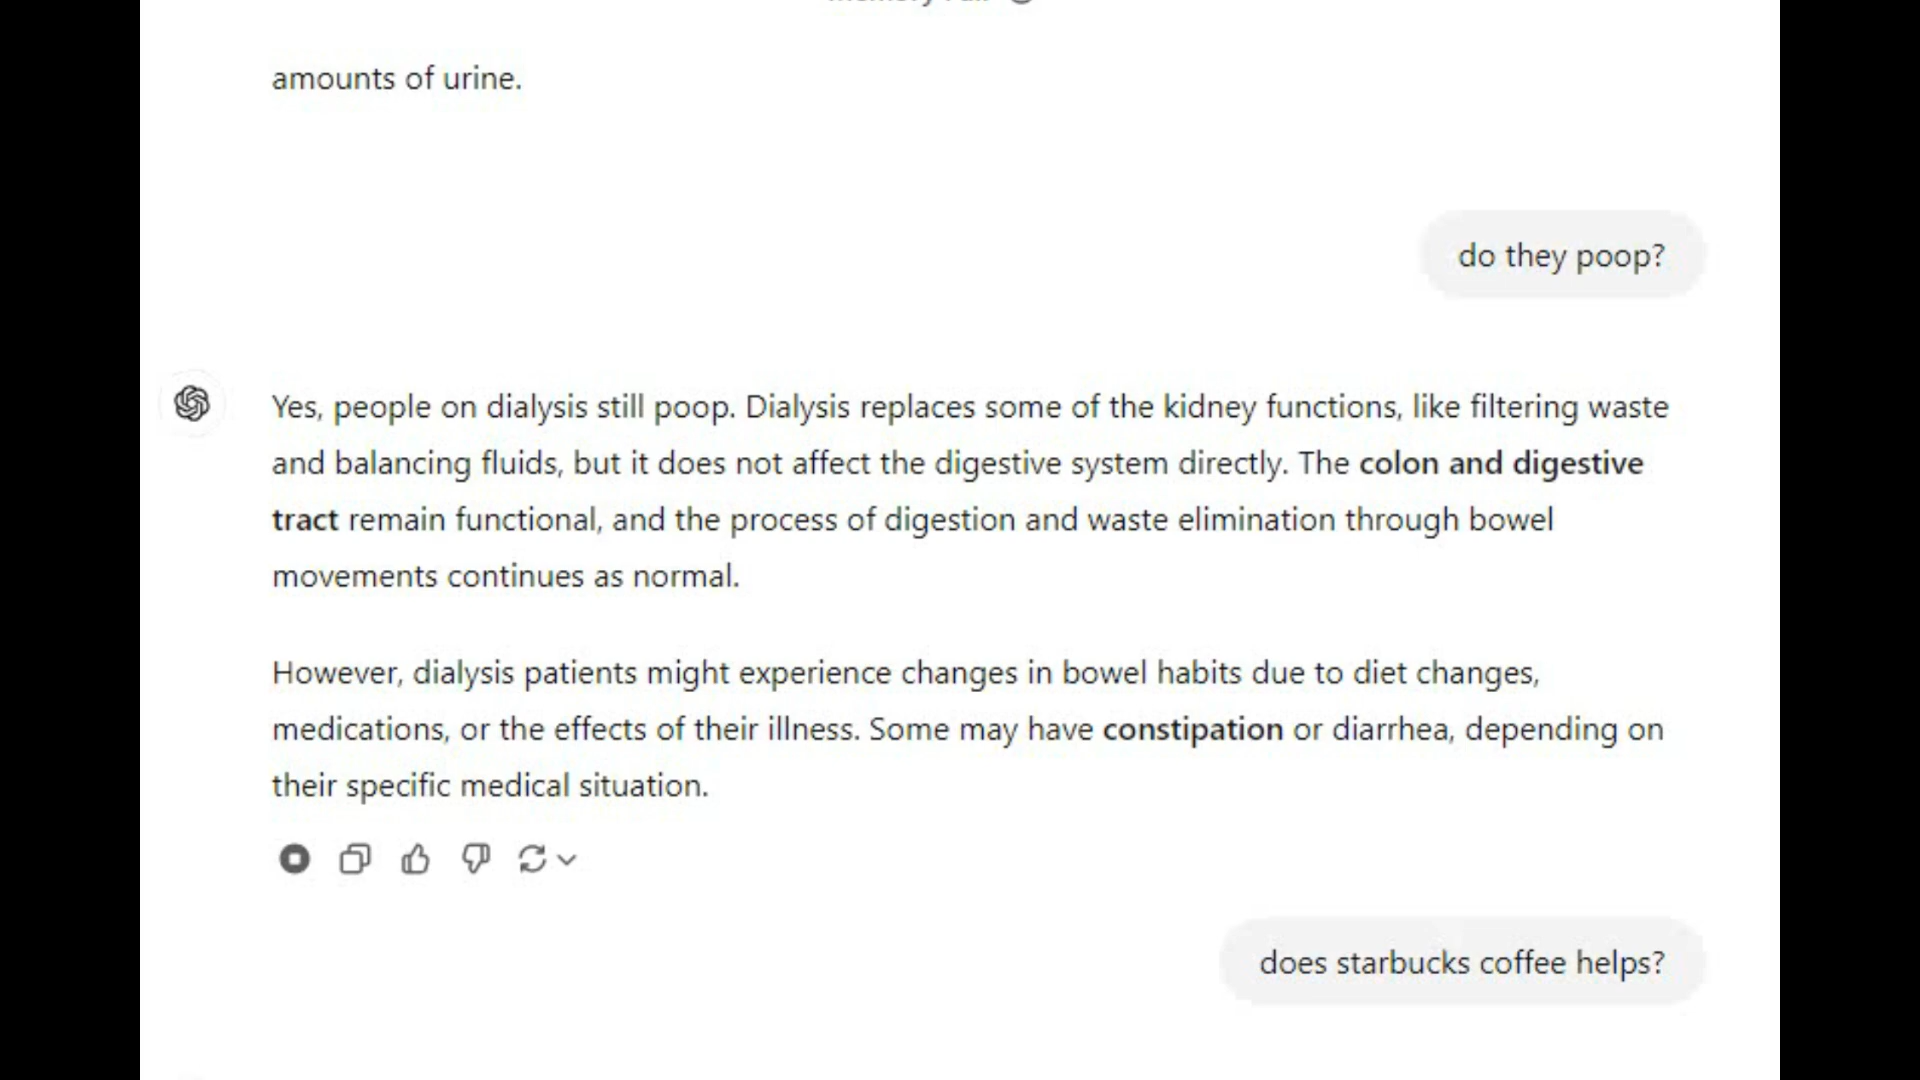 amounts of urine.
do they poop?
Yes, people on dialysis still poop. Dialysis replaces some of the kidney functions, like filtering waste
and balancing fluids, but it does not affect the digestive system directly. The colon and digestive
tract remain functional, and the process of digestion and waste elimination through bowel
movements continues as normal.
However, dialysis patients might experience changes in bowel habits due to diet changes,
medications, or the effects of their illness. Some may have constipation or diarrhea, depending on
their specific medical situation.
does starbucks coffee helps?